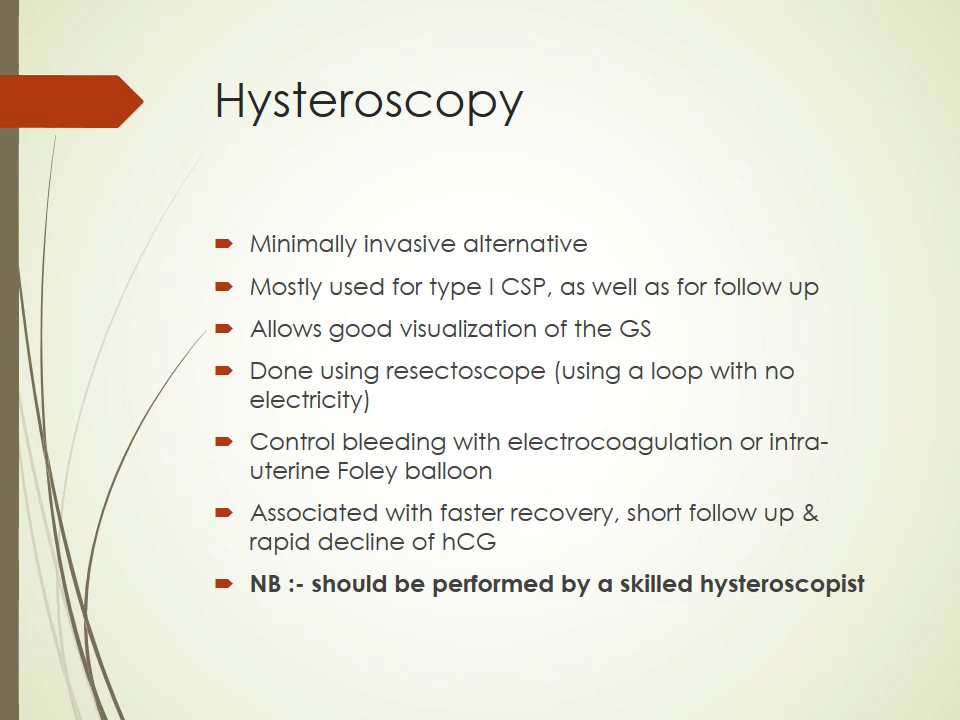 Hysteroscopy
Minimally invasive alternative
Mostly used for type I CSP, as well as for follow up
Allows good visualization of the GS
Done using resectoscope (using a loop with no
electricity)
Control bleeding with electrocoagulation or intra-
uterine Foley balloon
Associated with faster recovery, short follow up &
rapid decline of hCG
NB :- should be performed by a skilled hysteroscopist